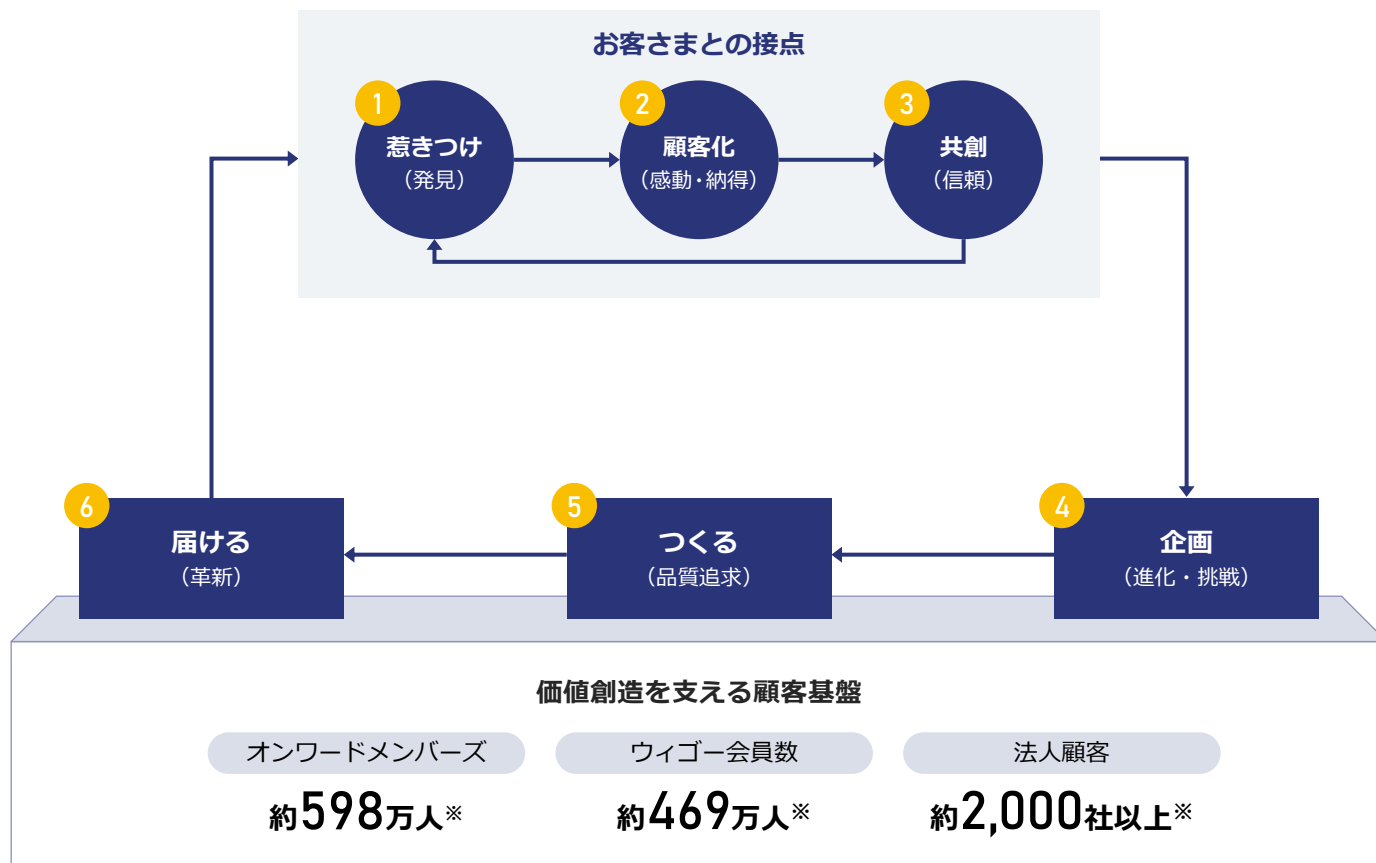 お客さまとの接点
1
惹きつけ
（発見）
2
顧客化
（感動・納得）
3
共創
（信頼）
6
届ける
（革新）
5
つくる
（品質追求）
4
企画
（進化・挑戦）
価値創造を支える顧客基盤
オンワードメンバーズ
約598万人※
ウィゴー会員数
約469万人※
法人顧客
約2,000社以上※